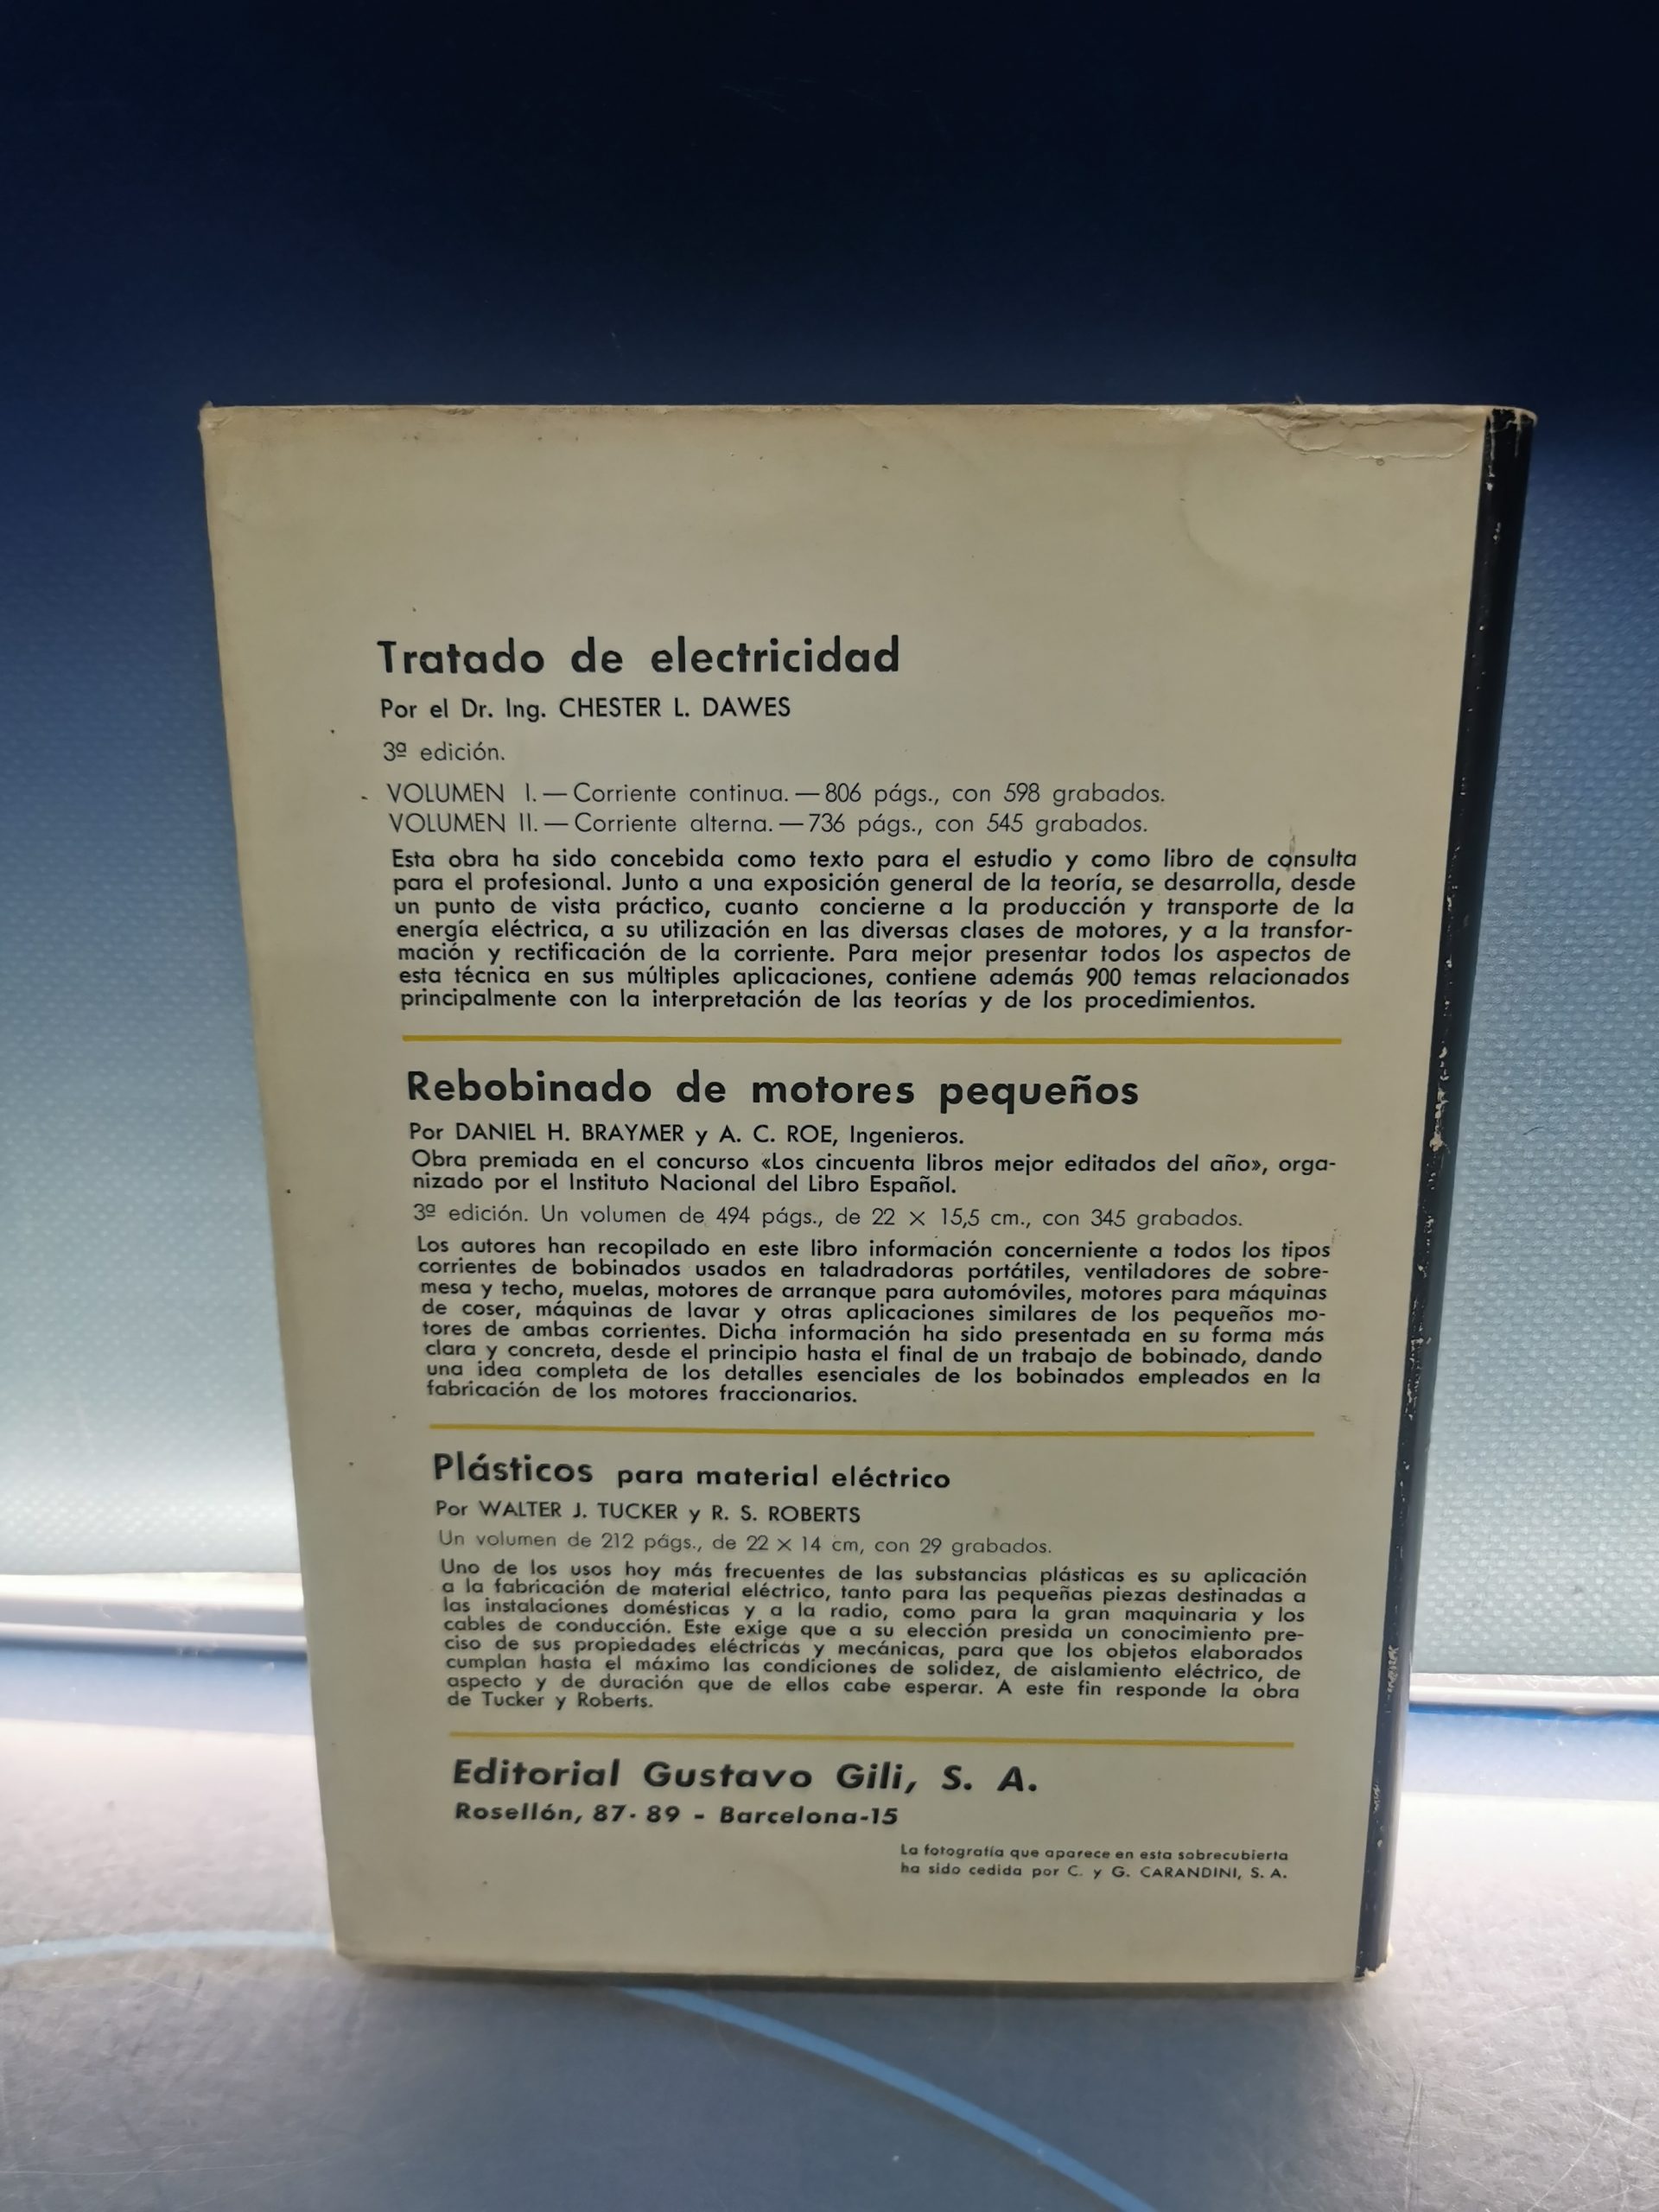 Tratado de electricidad
Por el Dr. Ing. CHESTER L. DAWES
3ª edición.
VOLUMEN I. — Corriente continua. — 806 págs., con 598 grabados.
VOLUMEN II. — Corriente alterna. — 736 págs., con 545 grabados.
Esta obra ha sido concebida como texto para el estudio y como libro de consulta
para el profesional. Junto a una exposición general de la teoría, se desarrolla, desde
un punto de vista práctico, cuanto concierne a la producción y transporte de la
energía eléctrica, a su utilización en las diversas clases de motores, y a la transfor-
mación y rectificación de la corriente. Para mejor presentar todos los aspectos de
esta técnica en sus múltiples aplicaciones, contiene además 900 temas relacionados
principalmente con la interpretación de las teorías y de los procedimientos.
Rebobinado de motores pequeños
Por DANIEL H. BRAYMER y A. C. ROE, Ingenieros.
Obra premiada en el concurso «Los cincuenta libros mejor editados del año», orga-
nizado por el Instituto Nacional del Libro Español.
3ª edición. Un volumen de 494 págs., de 22 × 15,5 cm., con 345 grabados.
Los autores han recopilado en este libro información concerniente a todos los tipos
corrientes de bobinados usados en taladradoras portátiles, ventiladores de sobre-
mesa y techo, muelas, motores de arranque para automóviles, motores para máquinas
de coser, máquinas de lavar y otras aplicaciones similares de los pequeños mo-
tores de ambas corrientes. Dicha información ha sido presentada en su forma más
clara y concreta, desde el principio hasta el final de un trabajo de bobinado, dando
una idea completa de los detalles esenciales de los bobinados empleados en la
fabricación de los motores fraccionarios.
Plásticos para material eléctrico
Por WALTER J. TUCKER y R. S. ROBERTS
Un volumen de 212 págs., de 22 × 14 cm, con 29 grabados.
Uno de los usos hoy más frecuentes de las substancias plásticas es su aplicación
a la fabricación de material eléctrico, tanto para las pequeñas piezas destinadas a
las instalaciones domésticas y a la radio, como para la gran maquinaria y los
cables de conducción. Este exige que a su elección presida un conocimiento pre-
ciso de sus propiedades eléctricas y mecánicas, para que los objetos elaborados
cumplan hasta el máximo las condiciones de solidez, de aislamiento eléctrico, de
aspecto y de duración que de ellos cabe esperar. A este fin responde la obra
de Tucker y Roberts.
Editorial Gustavo Gili, S. A.
Rosellón, 87-89 - Barcelona-15
La fotografía que aparece en esta sobrecubierta
ha sido cedida por C. y G. CARANDINI, S. A.